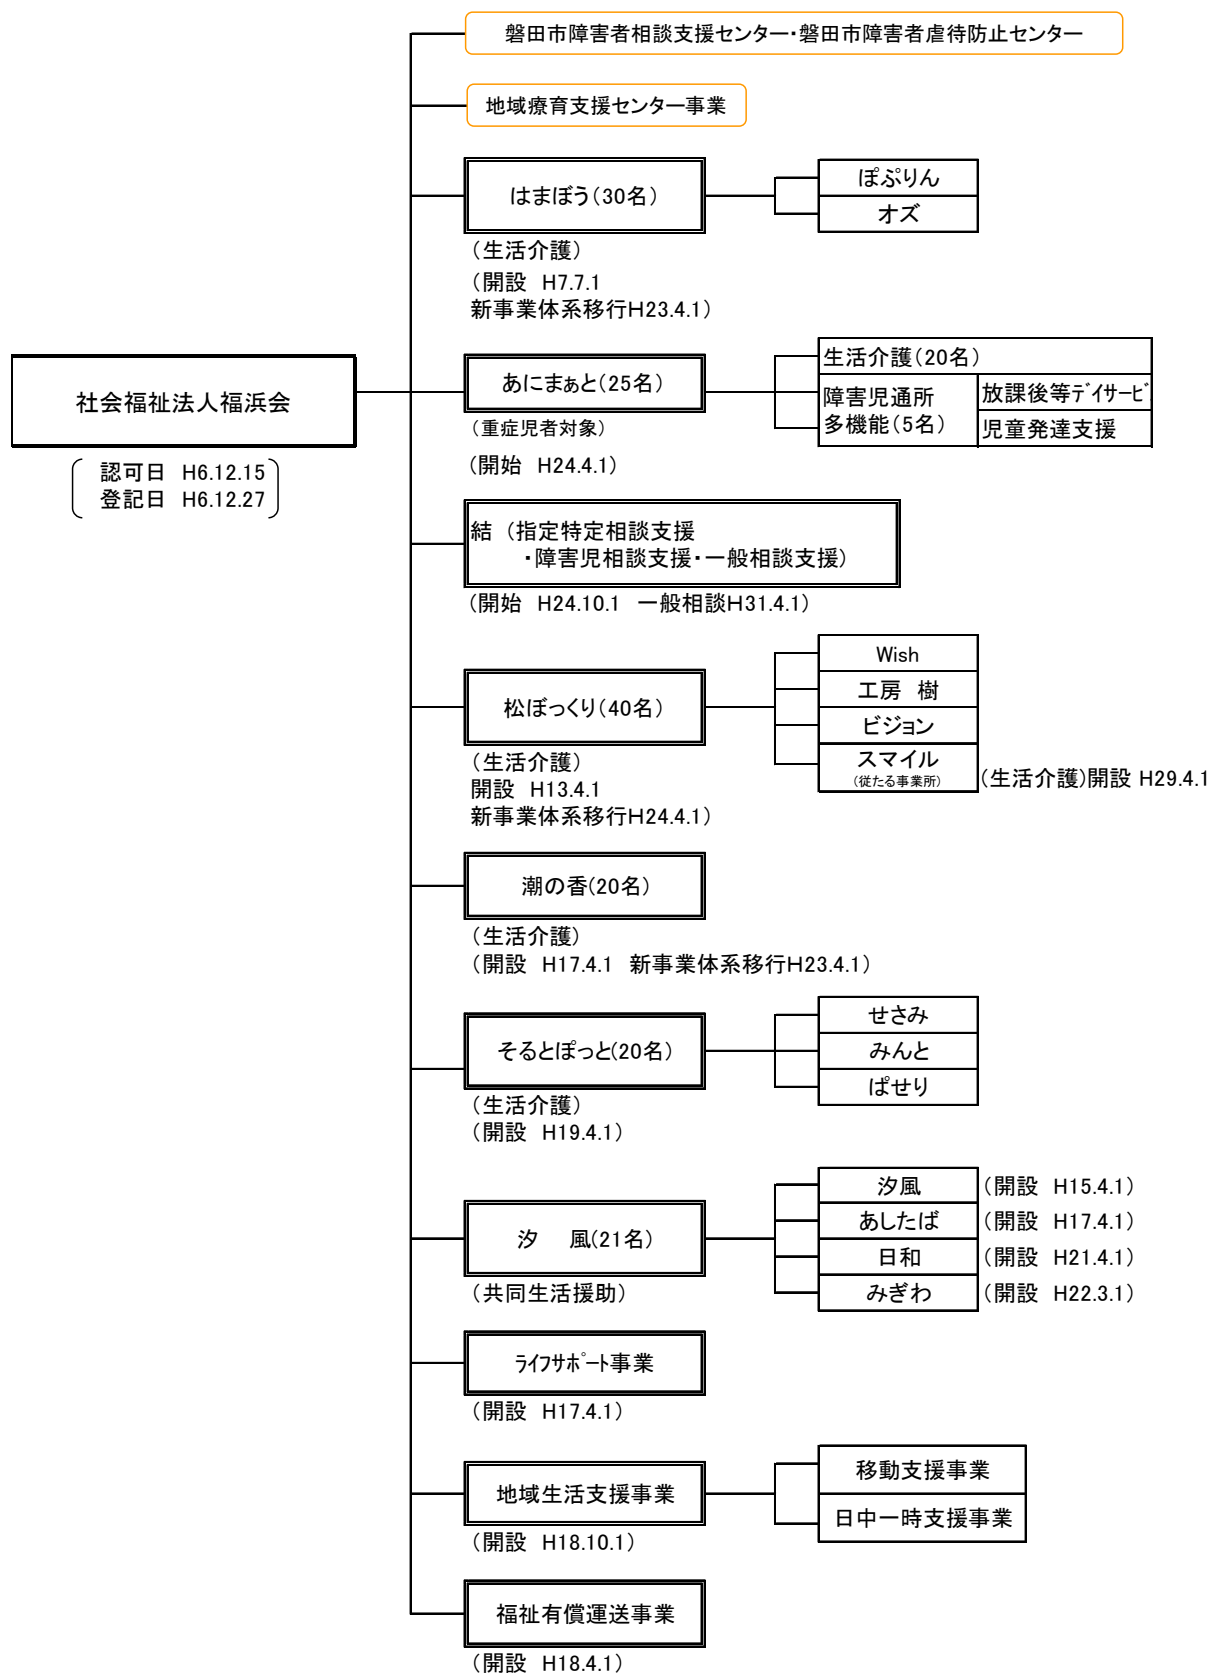 磐田市障害者相談支援センター・磐田市障害者虐待防止センター
地域療育支援センター事業
はまぼう(30名)
ぽぷりん
オズ
(生活介護)
(開設 H7.7.1
新事業体系移行H23.4.1)
社会福祉法人福浜会
認可日 H6.12.15
登記日 H6.12.27
あにまぁと(25名)
生活介護(20名)
障害児通所
多機能(5名)
放課後等デイサービ
児童発達支援
(重症児者対象)
(開始 H24.4.1)
結 (指定特定相談支援
・障害児相談支援・一般相談支援)
(開始 H24.10.1 一般相談H31.4.1)
松ぼっくり(40名)
Wish
工房 樹
ビジョン
スマイル
(従たる事業所)
(生活介護)開設 H29.4.1
(生活介護)
開設 H13.4.1
新事業体系移行H24.4.1)
潮の香(20名)
(生活介護)
(開設 H17.4.1 新事業体系移行H23.4.1)
そるとぽっと(20名)
せさみ
みんと
ぱせり
(生活介護)
(開設 H19.4.1)
汐 風(21名)
汐風 (開設 H15.4.1)
あしたば (開設 H17.4.1)
日和 (開設 H21.4.1)
みぎわ (開設 H22.3.1)
(共同生活援助)
ライフサポート事業
(開設 H17.4.1)
地域生活支援事業
移動支援事業
日中一時支援事業
(開設 H18.10.1)
福祉有償運送事業
(開設 H18.4.1)